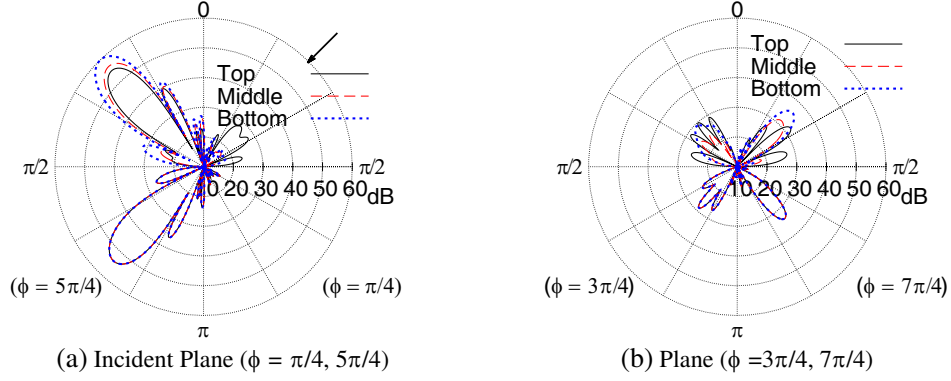 0
Top
Middle
Bottom
π/2
π/2
10 20 30 40 50 60
dB
(ϕ = 5π/4)
(ϕ = π/4)
π
(a) Incident Plane (ϕ = π/4, 5π/4)
0
Top
Middle
Bottom
π/2
π/2
10 20 30 40 50 60
dB
(ϕ = 3π/4)
(ϕ = 7π/4)
π
(b) Plane (ϕ =3π/4, 7π/4)